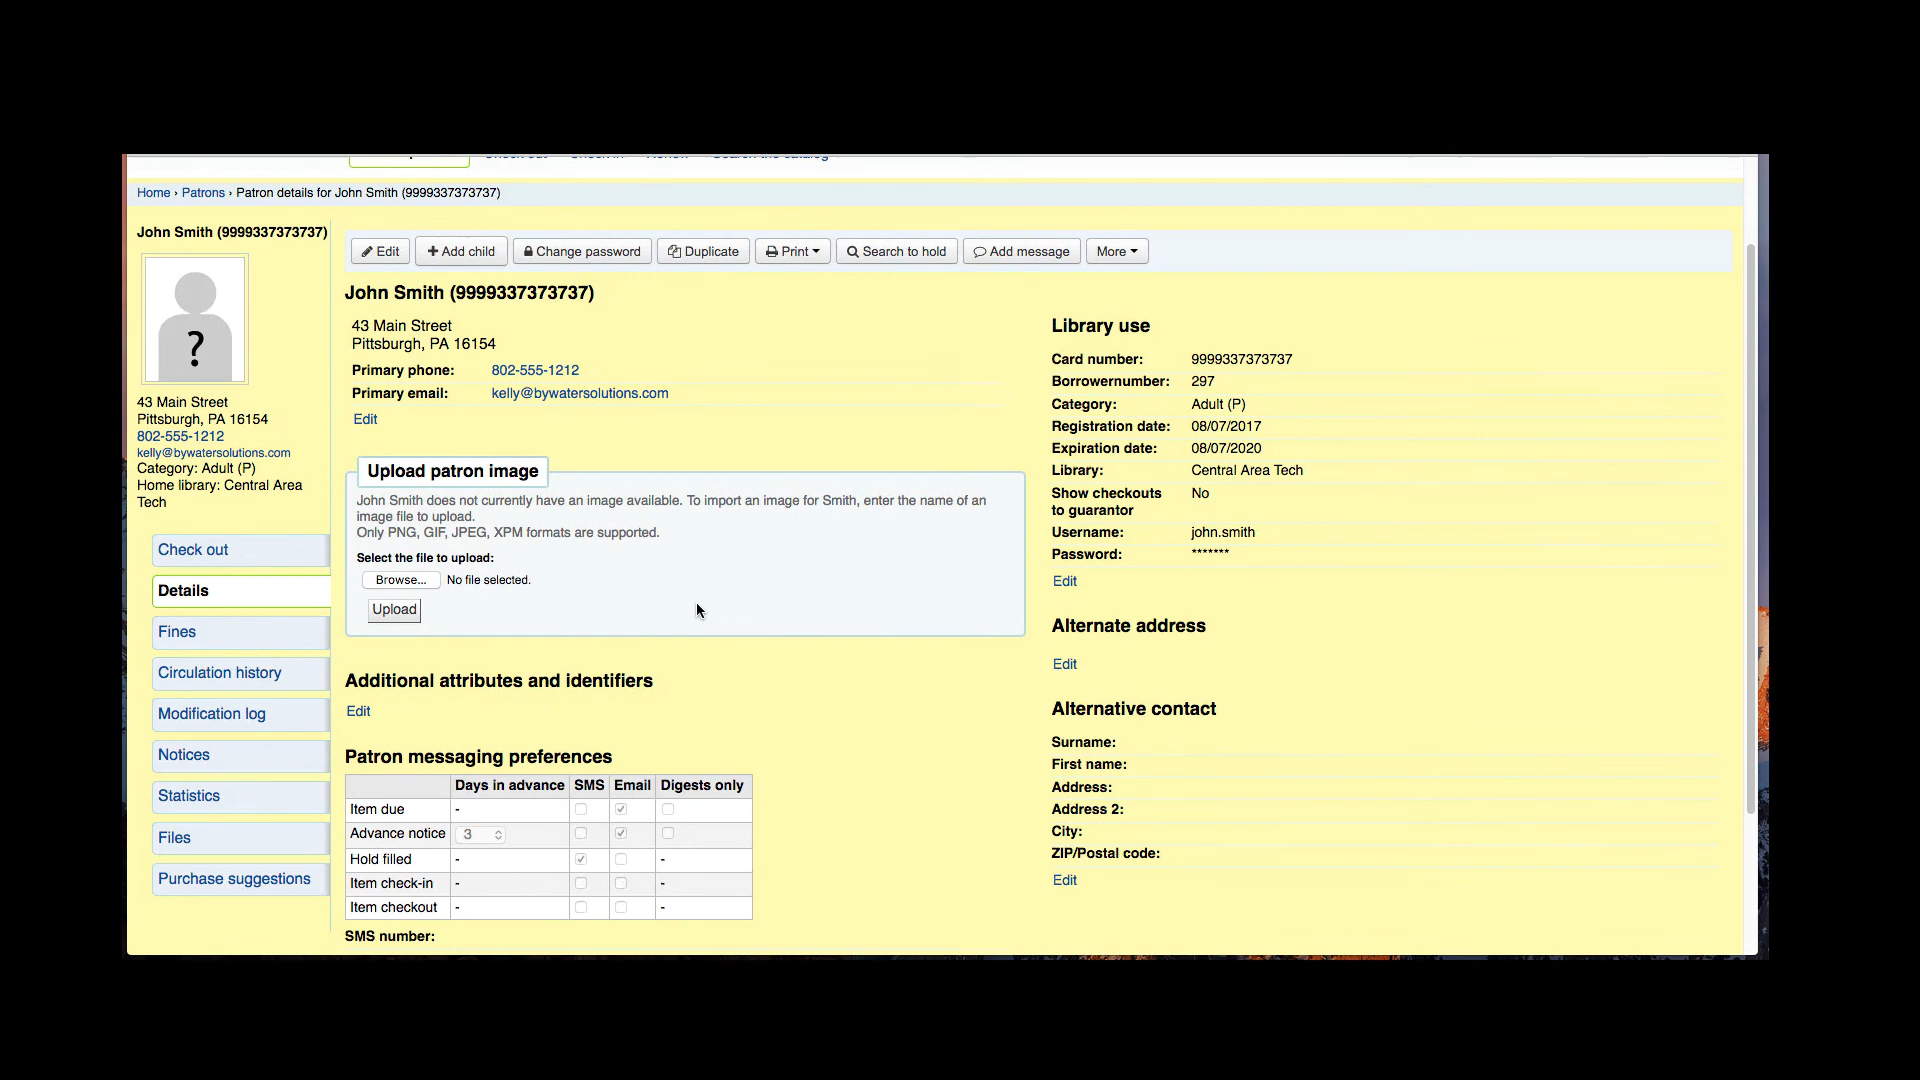 Home › Patrons › Patron details for John Smith (9999337373737)
John Smith (9999337373737)
?
43 Main Street
Pittsburgh, PA 16154
802-555-1212
kelly@bywatersolutions.com
Category: Adult (P)
Home library: Central Area
Tech
Check out
Details
Fines
Circulation history
Modification log
Notices
Statistics
Files
Purchase suggestions
Edit + Add child Change password Duplicate Print Search to hold Add message More
John Smith (9999337373737)
43 Main Street
Pittsburgh, PA 16154
Primary phone: 802-555-1212
Primary email: kelly@bywatersolutions.com
Edit
Upload patron image
John Smith does not currently have an image available. To import an image for Smith, enter the name of an
image file to upload.
Only PNG, GIF, JPEG, XPM formats are supported.
Select the file to upload:
Browse... No file selected.
Upload
Additional attributes and identifiers
Edit
Patron messaging preferences
Days in advance SMS Email Digests only
Item due -
Advance notice 3
Hold filled - -
Item check-in - -
Item checkout - -
SMS number:
Library use
Card number: 9999337373737
Borrowernumber: 297
Category: Adult (P)
Registration date: 08/07/2017
Expiration date: 08/07/2020
Library: Central Area Tech
Show checkouts No
to guarantor
Username: john.smith
Password: *******
Edit
Alternate address
Edit
Alternative contact
Surname:
First name:
Address:
Address 2:
City:
ZIP/Postal code:
Edit